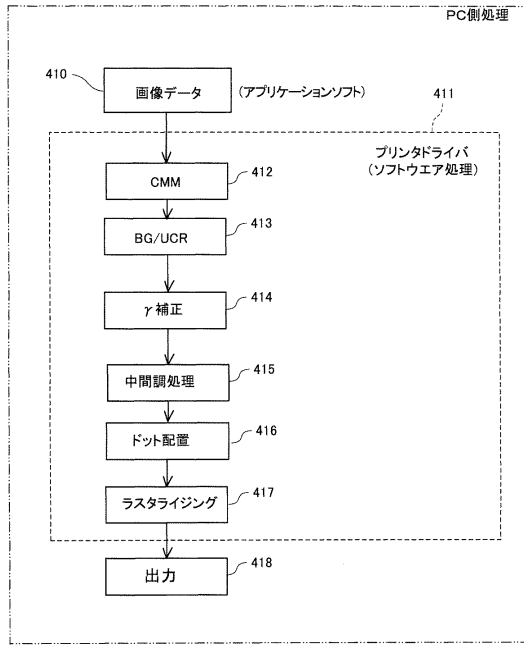 PC側処理
410
画像データ
(アプリケーションソフト)
411
プリンタドライバ
(ソフトウエア処理)
CMM
412
BG/UCR
413
γ補正
414
中間調処理
415
ドット配置
416
ラスタライジング
417
出力
418